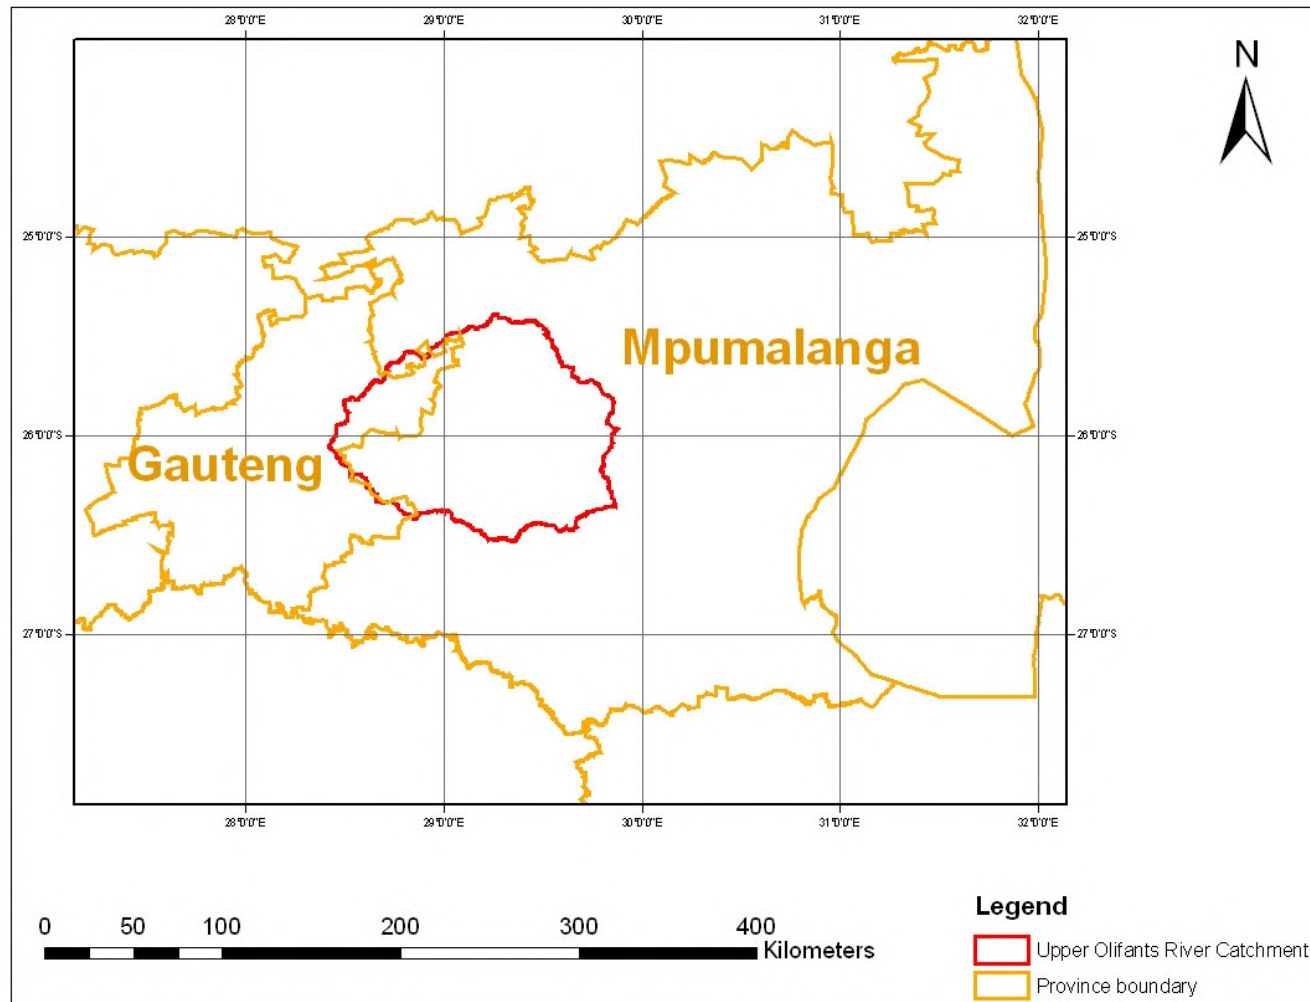 28°0'0"E 29°0'0"E 30°0'0"E 31°0'0"E 32°0'0"E
N
25°0'0"S 25°0'0"S
Mpumalanga
26°0'0"S 26°0'0"S
Gauteng
27°0'0"S 27°0'0"S
28°0'0"E 29°0'0"E 30°0'0"E 31°0'0"E 32°0'0"E
0 50 100 200 300 400
Kilometers
Legend
Upper Olifants River Catchment
Province boundary